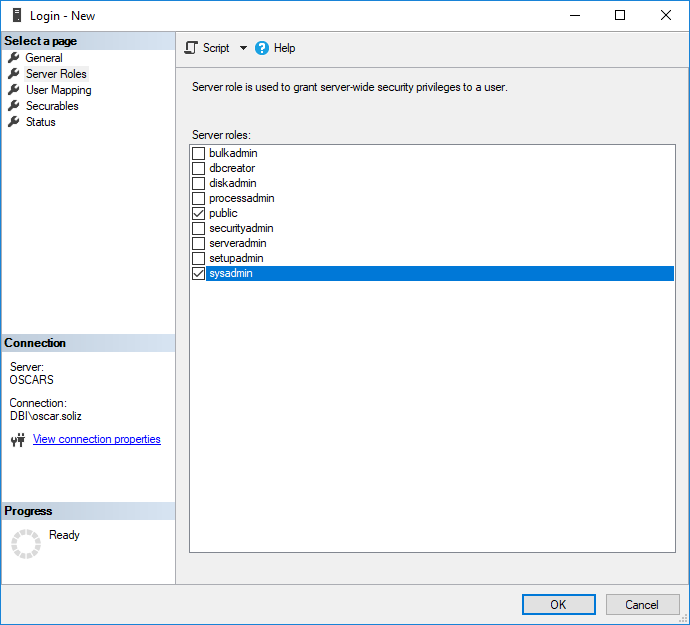 Login - New
Select a page
General
Server Roles
User Mapping
Securables
Status
Script
Help
Server role is used to grant server-wide security privileges to a user.
Server roles:
bulkadmin
dbcreator
diskadmin
processadmin
public
securityadmin
serveradmin
setupadmin
sysadmin
Connection
Server:
OSCARS
Connection:
DBI\oscar.soliz
View connection properties
Progress
Ready
OK
Cancel